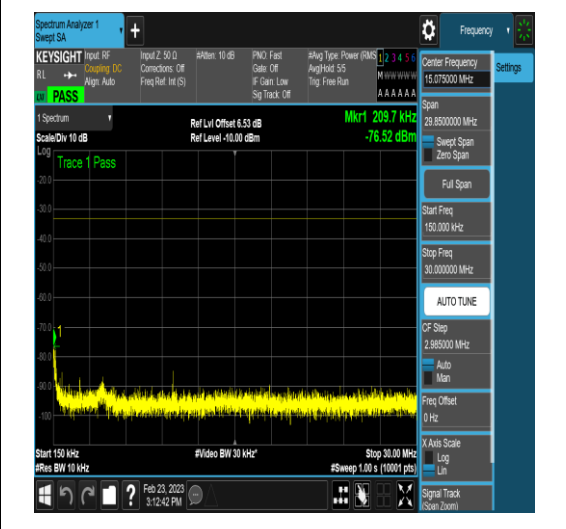 Spectrum Analyzer 1
Swept SA
Frequency
KEYSIGHT Input: RF
RL
Coupling: DC
Align: Auto
PASS
Input Z: 50 Ω
Corrections: Off
Freq Ref: Int (S)
#Atten: 10 dB
PNO: Fast
Gate: Off
IF Gain: Low
Sig Track: Off
#Avg Type: Power (RMS
Avg|Hold: 5/5
Trig: Free Run
1 2 3 4 5 6
M W W W W W
A A A A A A
Center Frequency
15.075000 MHz
Settings
Span
29.8500000 MHz
Swept Span
Zero Span
Full Span
Start Freq
150.000 kHz
Stop Freq
30.000000 MHz
AUTO TUNE
CF Step
2.985000 MHz
Auto
Man
Freq Offset
0 Hz
X Axis Scale
Log
Lin
Signal Track
(Span Zoom)
1 Spectrum
Scale/Div 10 dB
Ref Lvl Offset 6.53 dB
Ref Level -10.00 dBm
Mkr1 209.7 kHz
-76.52 dBm
Log
Trace 1 Pass
-20.0
-30.0
-40.0
-50.0
-60.0
-70.0
1
-80.0
-90.0
-100
Start 150 kHz
#Res BW 10 kHz
#Video BW 30 kHz*
Stop 30.00 MHz
#Sweep 1.00 s (10001 pts)
Feb 23, 2023
3:12:42 PM